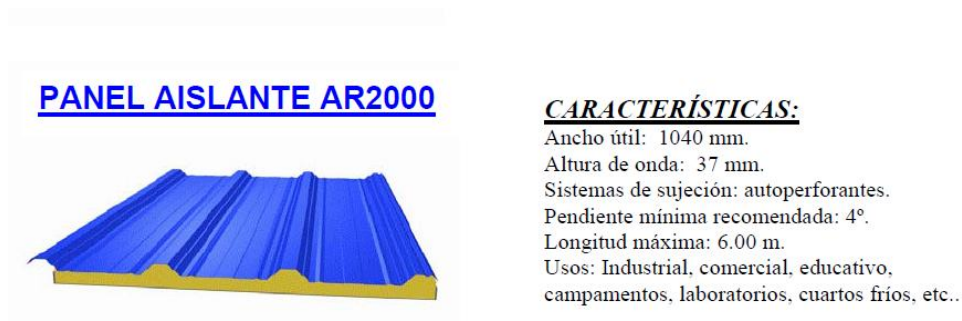 PANEL AISLANTE AR2000
CARACTERÍSTICAS:
Ancho útil: 1040 mm.
Altura de onda: 37 mm.
Sistemas de sujeción: autoperforantes.
Pendiente mínima recomendada: 4º.
Longitud máxima: 6.00 m.
Usos: Industrial, comercial, educativo,
campamentos, laboratorios, cuartos fríos, etc..